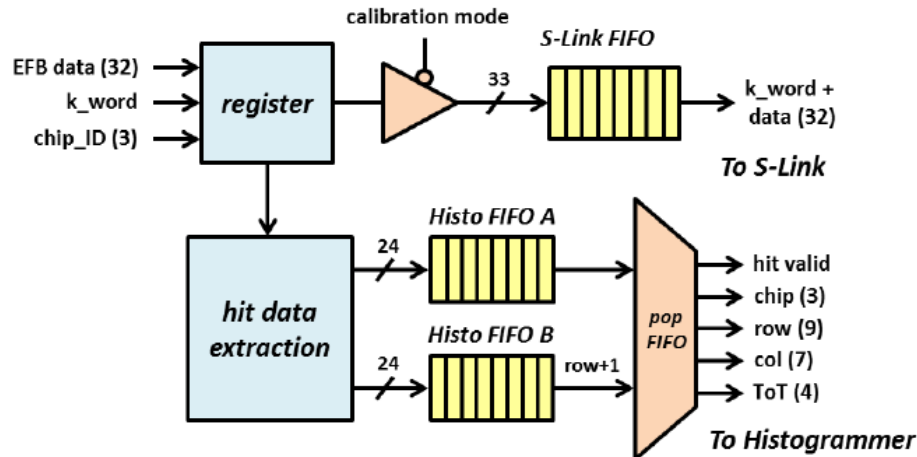 calibration mode
S-Link FIFO
EFB data (32)
k_word
chip_ID (3)
register
33
k_word +
data (32)
To S-Link
Histo FIFO A
24
hit data
extraction
Histo FIFO B
24
row+1
pop
FIFO
hit valid
chip (3)
row (9)
col (7)
ToT (4)
To Histogrammer